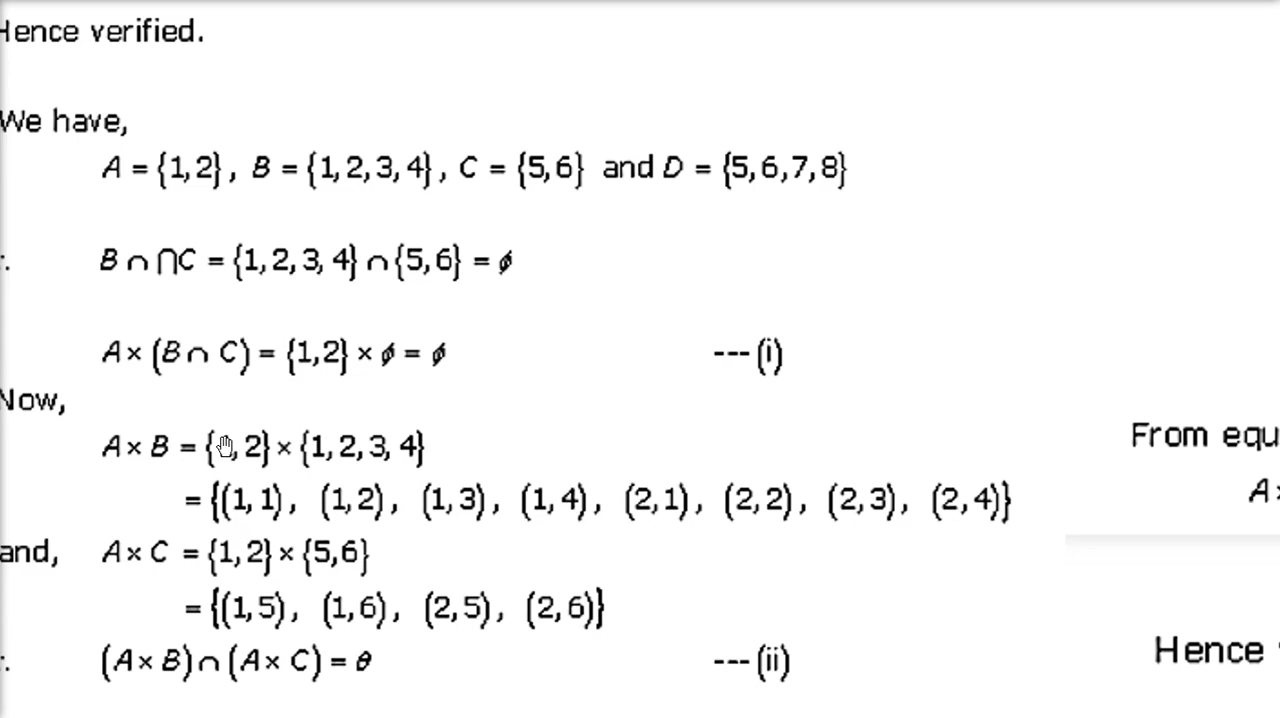 Hence verified.
We have,
A = {1,2}, B = {1,2,3,4}, C = {5,6} and D = {5,6,7,8}
B ∩ ⋂C = {1,2,3,4} ∩ {5,6} = ϕ
A × (B ∩ C) = {1,2} × ϕ = ϕ ---(i)
Now,
A × B = { ,2} × {1,2,3,4}
= {(1,1), (1,2), (1,3), (1,4), (2,1), (2,2), (2,3), (2,4)}
and, A × C = {1,2} × {5,6}
= {(1,5), (1,6), (2,5), (2,6)}
(A × B) ∩ (A × C) = θ ---(ii)
From equ
A×
Hence